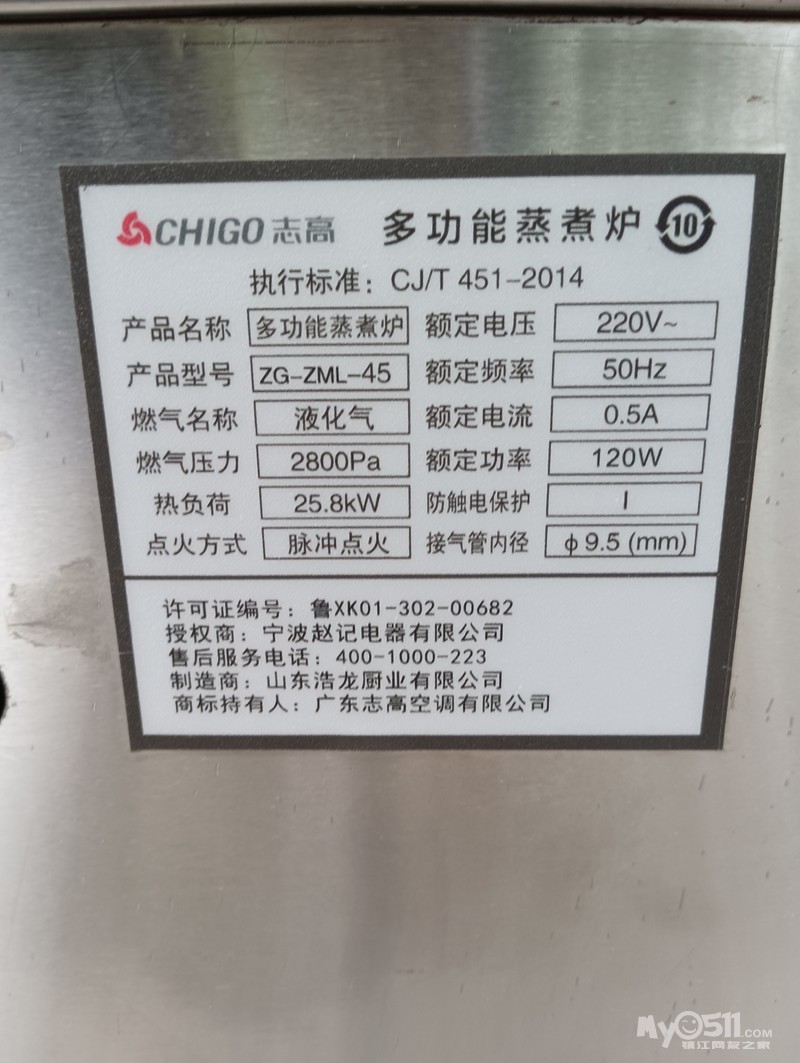 CHIGO 志高 多功能蒸煮炉 10
执行标准：CJ/T 451-2014
产品名称 多功能蒸煮炉 额定电压 220V~
产品型号 ZG-ZML-45 额定频率 50Hz
燃气名称 液化气 额定电流 0.5A
燃气压力 2800Pa 额定功率 120W
热负荷 25.8kW 防触电保护 I
点火方式 脉冲点火 接气管内径 ф9.5 (mm)
许可证编号：鲁XK01-302-00682
授权商：宁波赵记电器有限公司
售后服务电话：400-1000-223
制造商：山东浩龙厨业有限公司
商标持有人：广东志高空调有限公司
My0511.COM
镇江网友之家